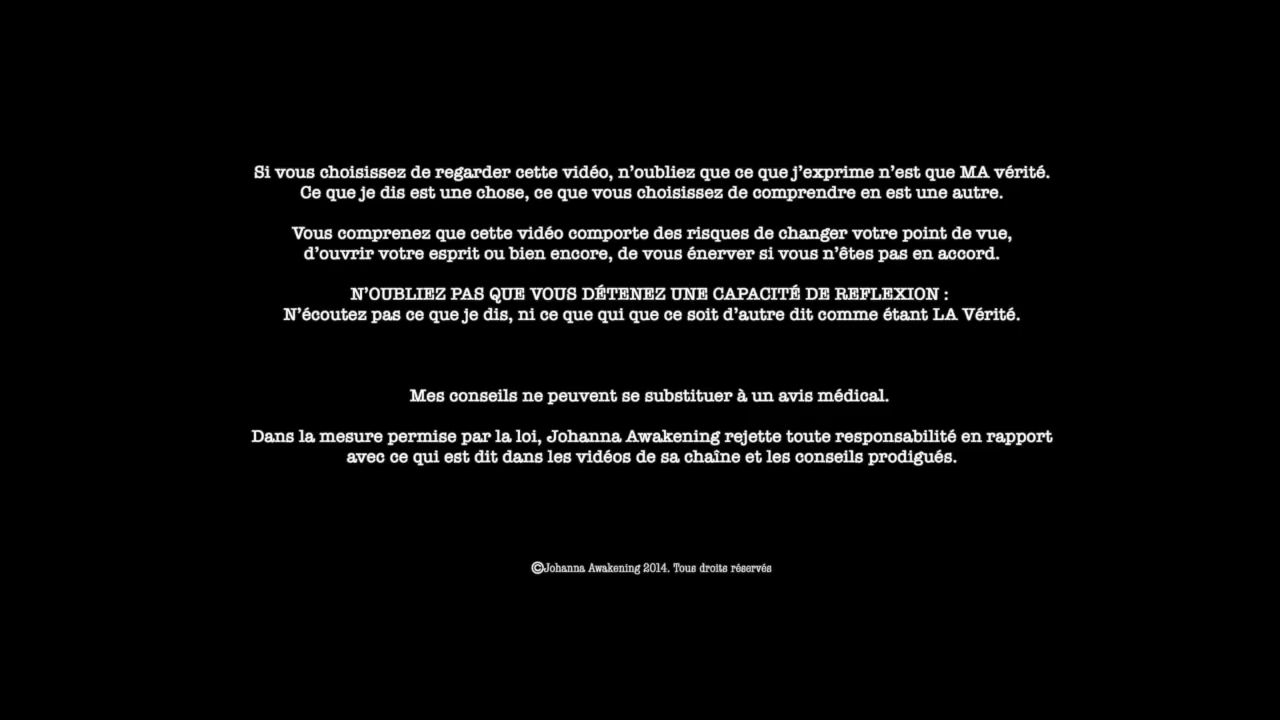 Si vous choisissez de regarder cette vidéo, n’oubliez que ce que j’exprime n’est que MA vérité.
Ce que je dis est une chose, ce que vous choisissez de comprendre en est une autre.
Vous comprenez que cette vidéo comporte des risques de changer votre point de vue,
d’ouvrir votre esprit ou bien encore, de vous énerver si vous n’êtes pas en accord.
N’OUBLIEZ PAS QUE VOUS DÉTENEZ UNE CAPACITÉ DE REFLEXION :
N’écoutez pas ce que je dis, ni ce que qui que ce soit d’autre dit comme étant LA Vérité.
Mes conseils ne peuvent se substituer à un avis médical.
Dans la mesure permise par la loi, Johanna Awakening rejette toute responsabilité en rapport
avec ce qui est dit dans les vidéos de sa chaîne et les conseils prodigués.
©Johanna Awakening 2014. Tous droits réservés